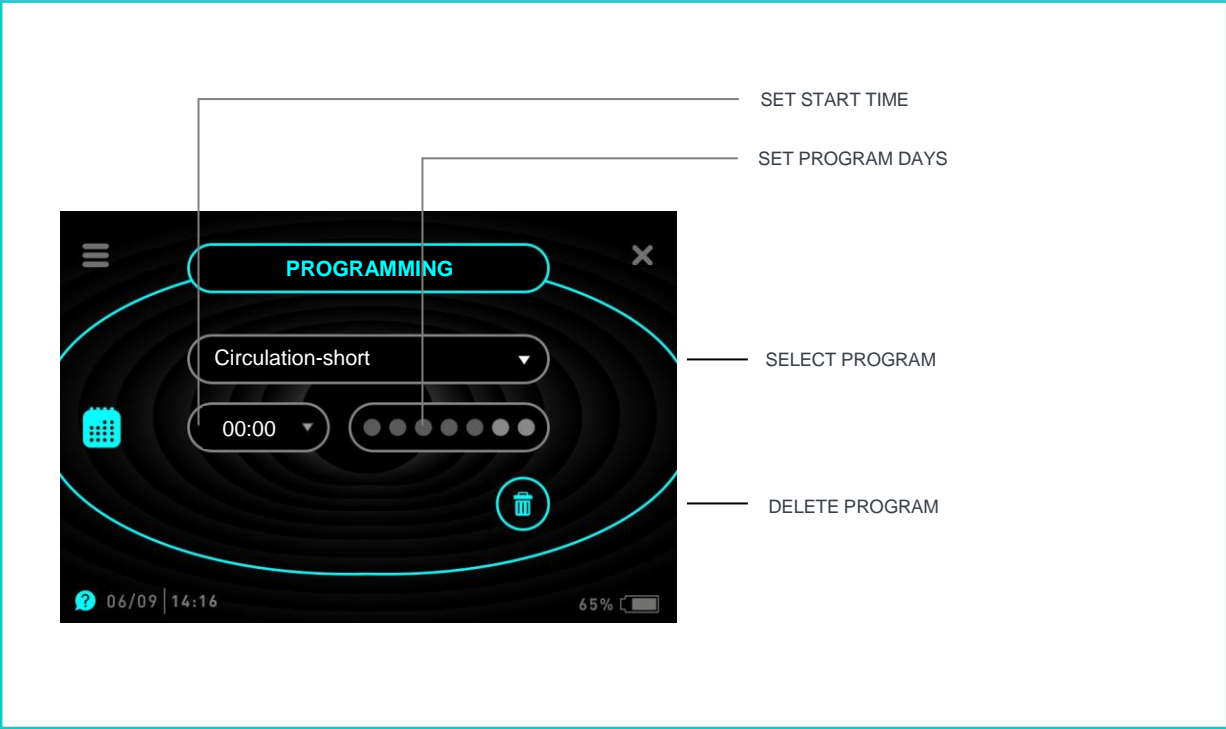 SET START TIME
SET PROGRAM DAYS
PROGRAMMING
Circulation-short
SELECT PROGRAM
00:00
DELETE PROGRAM
? 06/09 14:16
65%